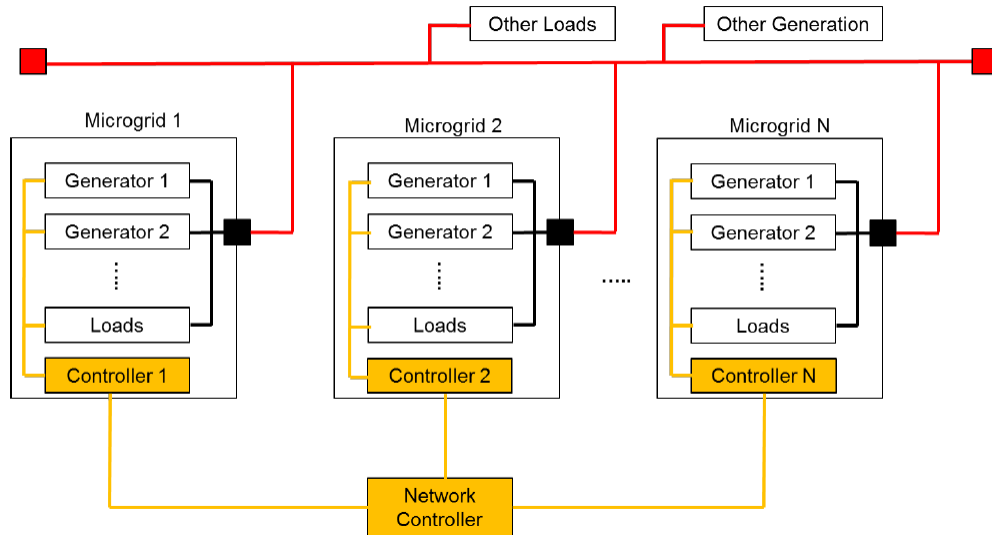 Other Loads
Other Generation
Microgrid 1
Generator 1
Generator 2
Loads
Controller 1
Microgrid 2
Generator 1
Generator 2
Loads
Controller 2
.....
Microgrid N
Generator 1
Generator 2
Loads
Controller N
Network
Controller